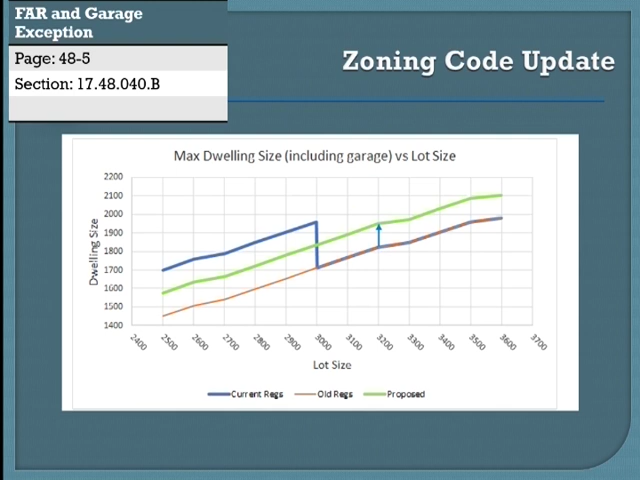 FAR and Garage
Exception
Page: 48-5
Section: 17.48.040.B
Zoning Code Update
Max Dwelling Size (including garage) vs Lot Size
Dwelling Size
2200
2100
2000
1900
1800
1700
1600
1500
1400
2400 2500 2600 2700 2800 2900 3000 3100 3200 3300 3400 3500 3600 3700
Lot Size
Current Regs Old Regs Proposed